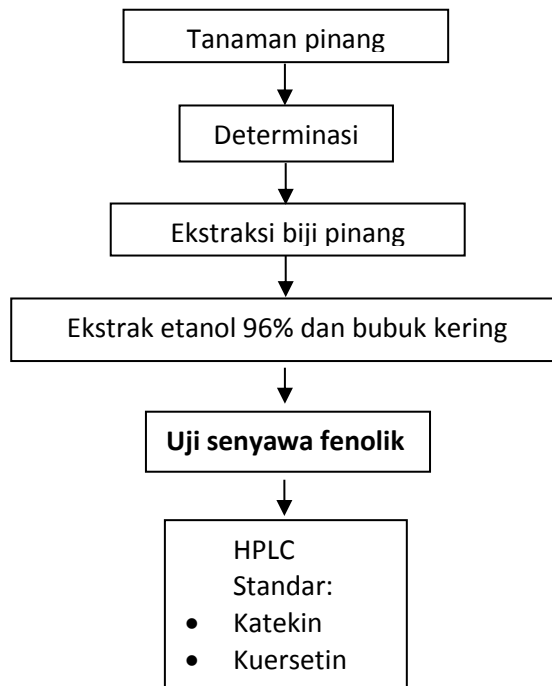 Tanaman pinang
Determinasi
Ekstraksi biji pinang
Ekstrak etanol 96% dan bubuk kering
Uji senyawa fenolik
HPLC
Standar:
• Katekin
• Kuersetin